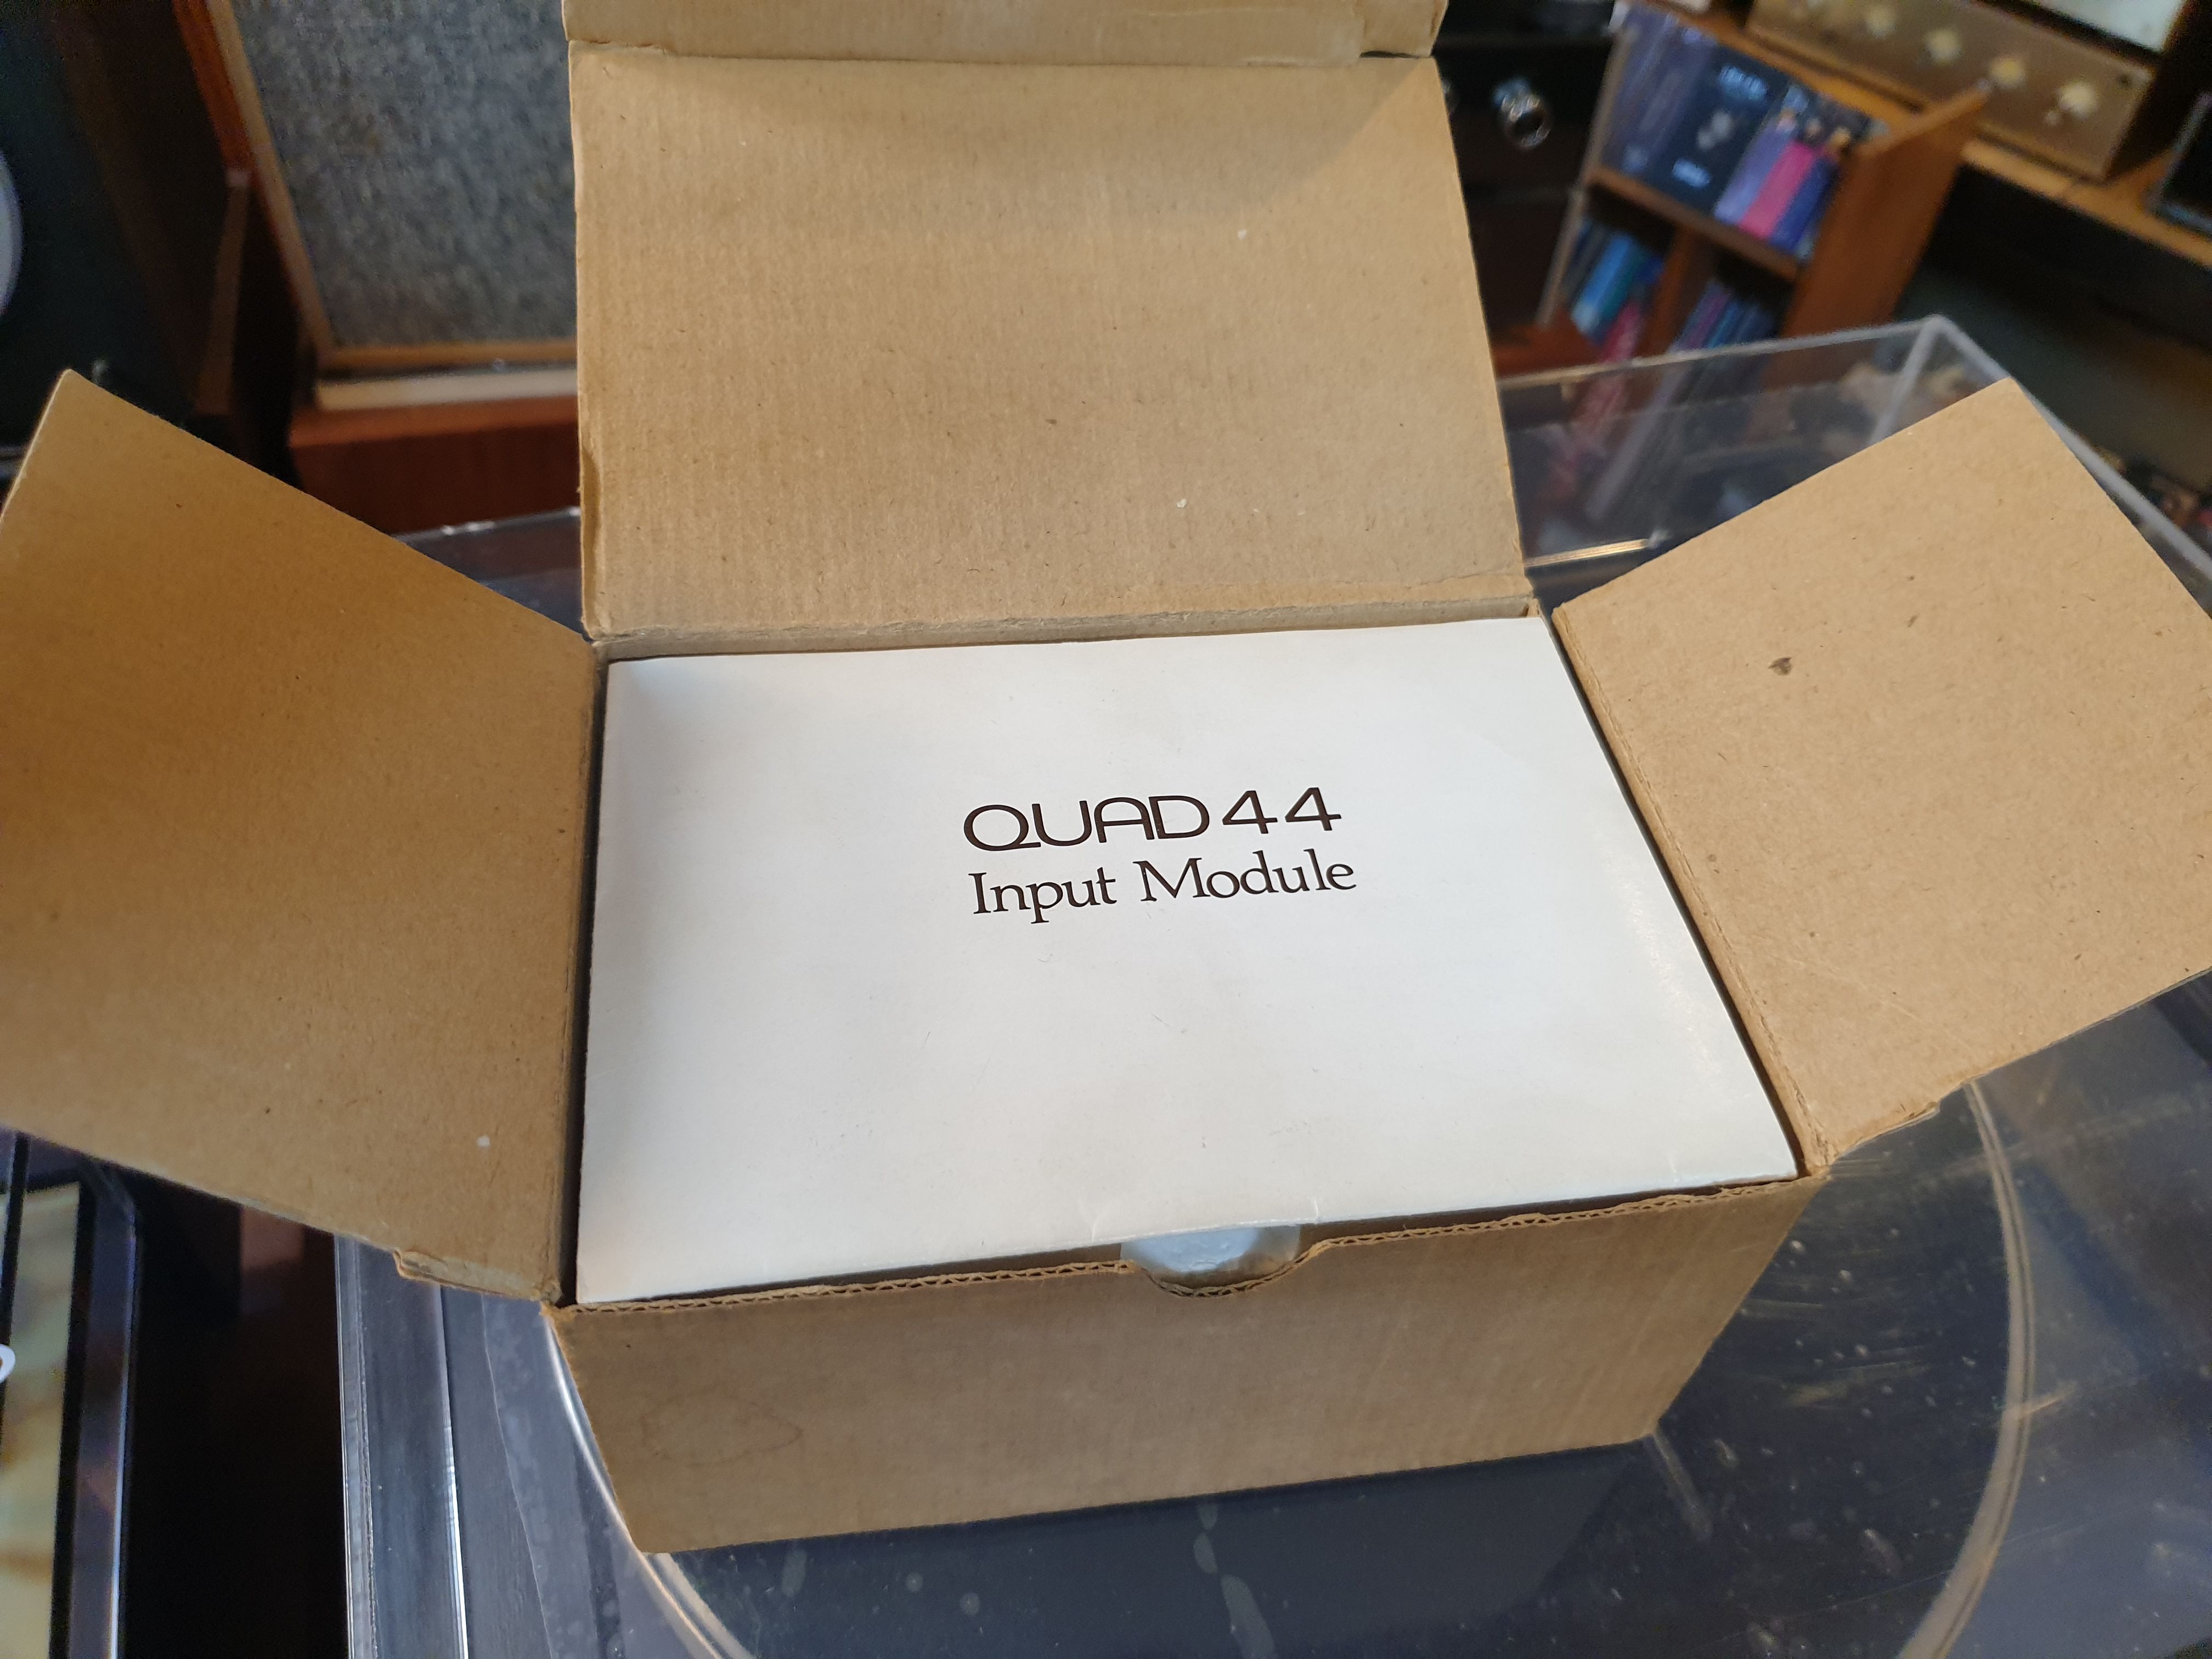 QUAD 44
Input Module